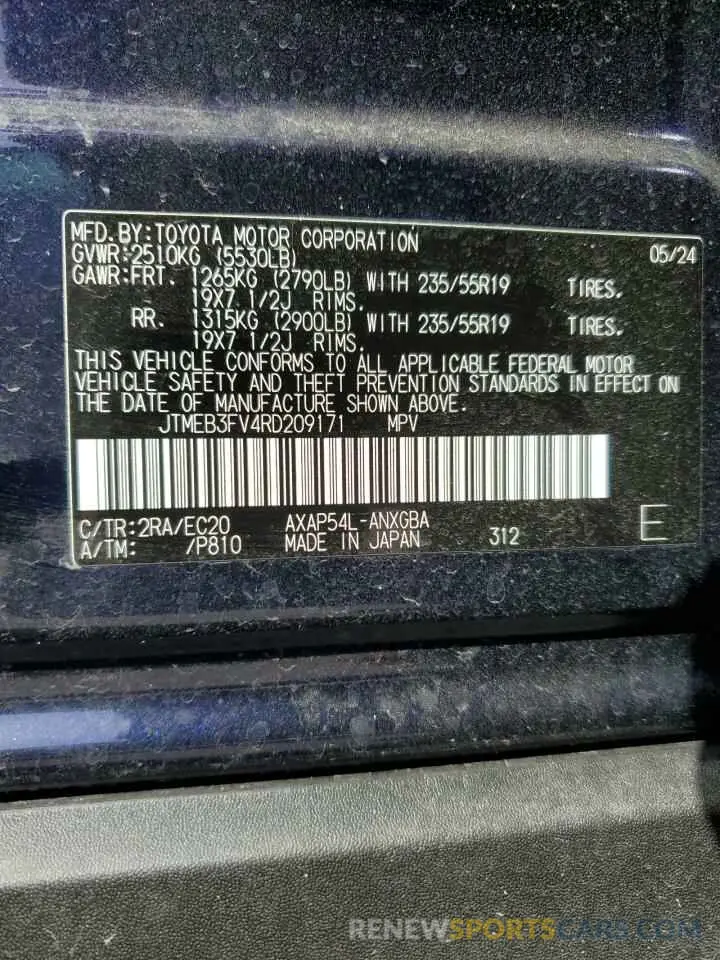 MFD.BY:TOYOTA MOTOR CORPORATION 05/24
GVWR:2510KG (5530LB)
GAWR:FRT. 1265KG (2790LB) WITH 235/55R19 TIRES.
19X7 1/2J RIMS.
RR. 1315KG (2900LB) WITH 235/55R19 TIRES.
19X7 1/2J RIMS.
THIS VEHICLE CONFORMS TO ALL APPLICABLE FEDERAL MOTOR
VEHICLE SAFETY AND THEFT PREVENTION STANDARDS IN EFFECT ON
THE DATE OF MANUFACTURE SHOWN ABOVE.
JTMEB3FV4RD209171 MPV
C/TR:2RA/EC20 AXAP54L-ANXGBA E
A/TM: /P810 MADE IN JAPAN 312
RENEWSPORTSCARS.COM